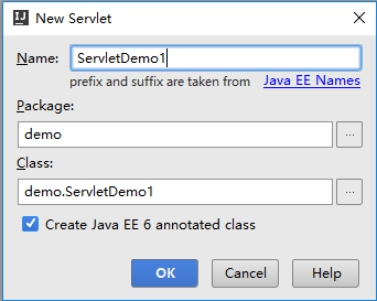 New Servlet
Name: ServletDemo1
prefix and suffix are taken from Java EE Names
Package:
demo
...
Class:
demo.ServletDemo1
...
Create Java EE 6 annotated class
OK Cancel Help